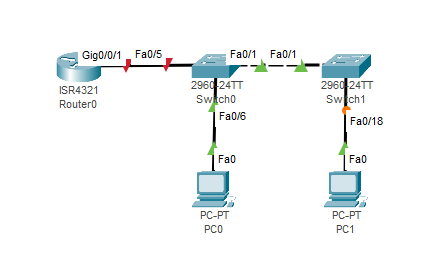 Gig0/0/1 Fa0/5 Fa0/1 Fa0/1
ISR4321
Router0
2960-24TT
Switch0
2960-24TT
Switch1
Fa0/6
Fa0/18
Fa0
Fa0
PC-PT
PC0
PC-PT
PC1